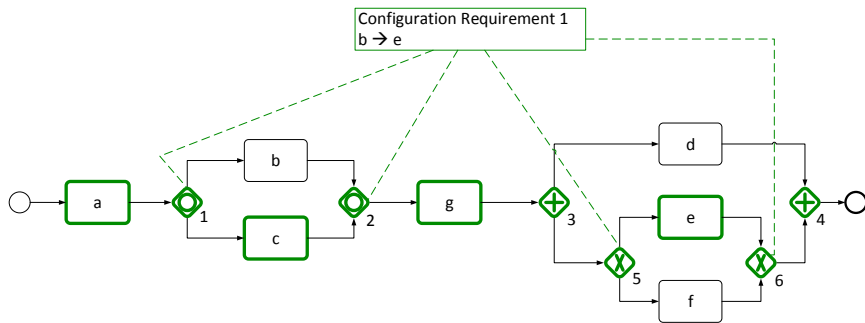 Configuration Requirement 1
b → e
b
d
a
1
2
g
3
e
4
c
5
6
f